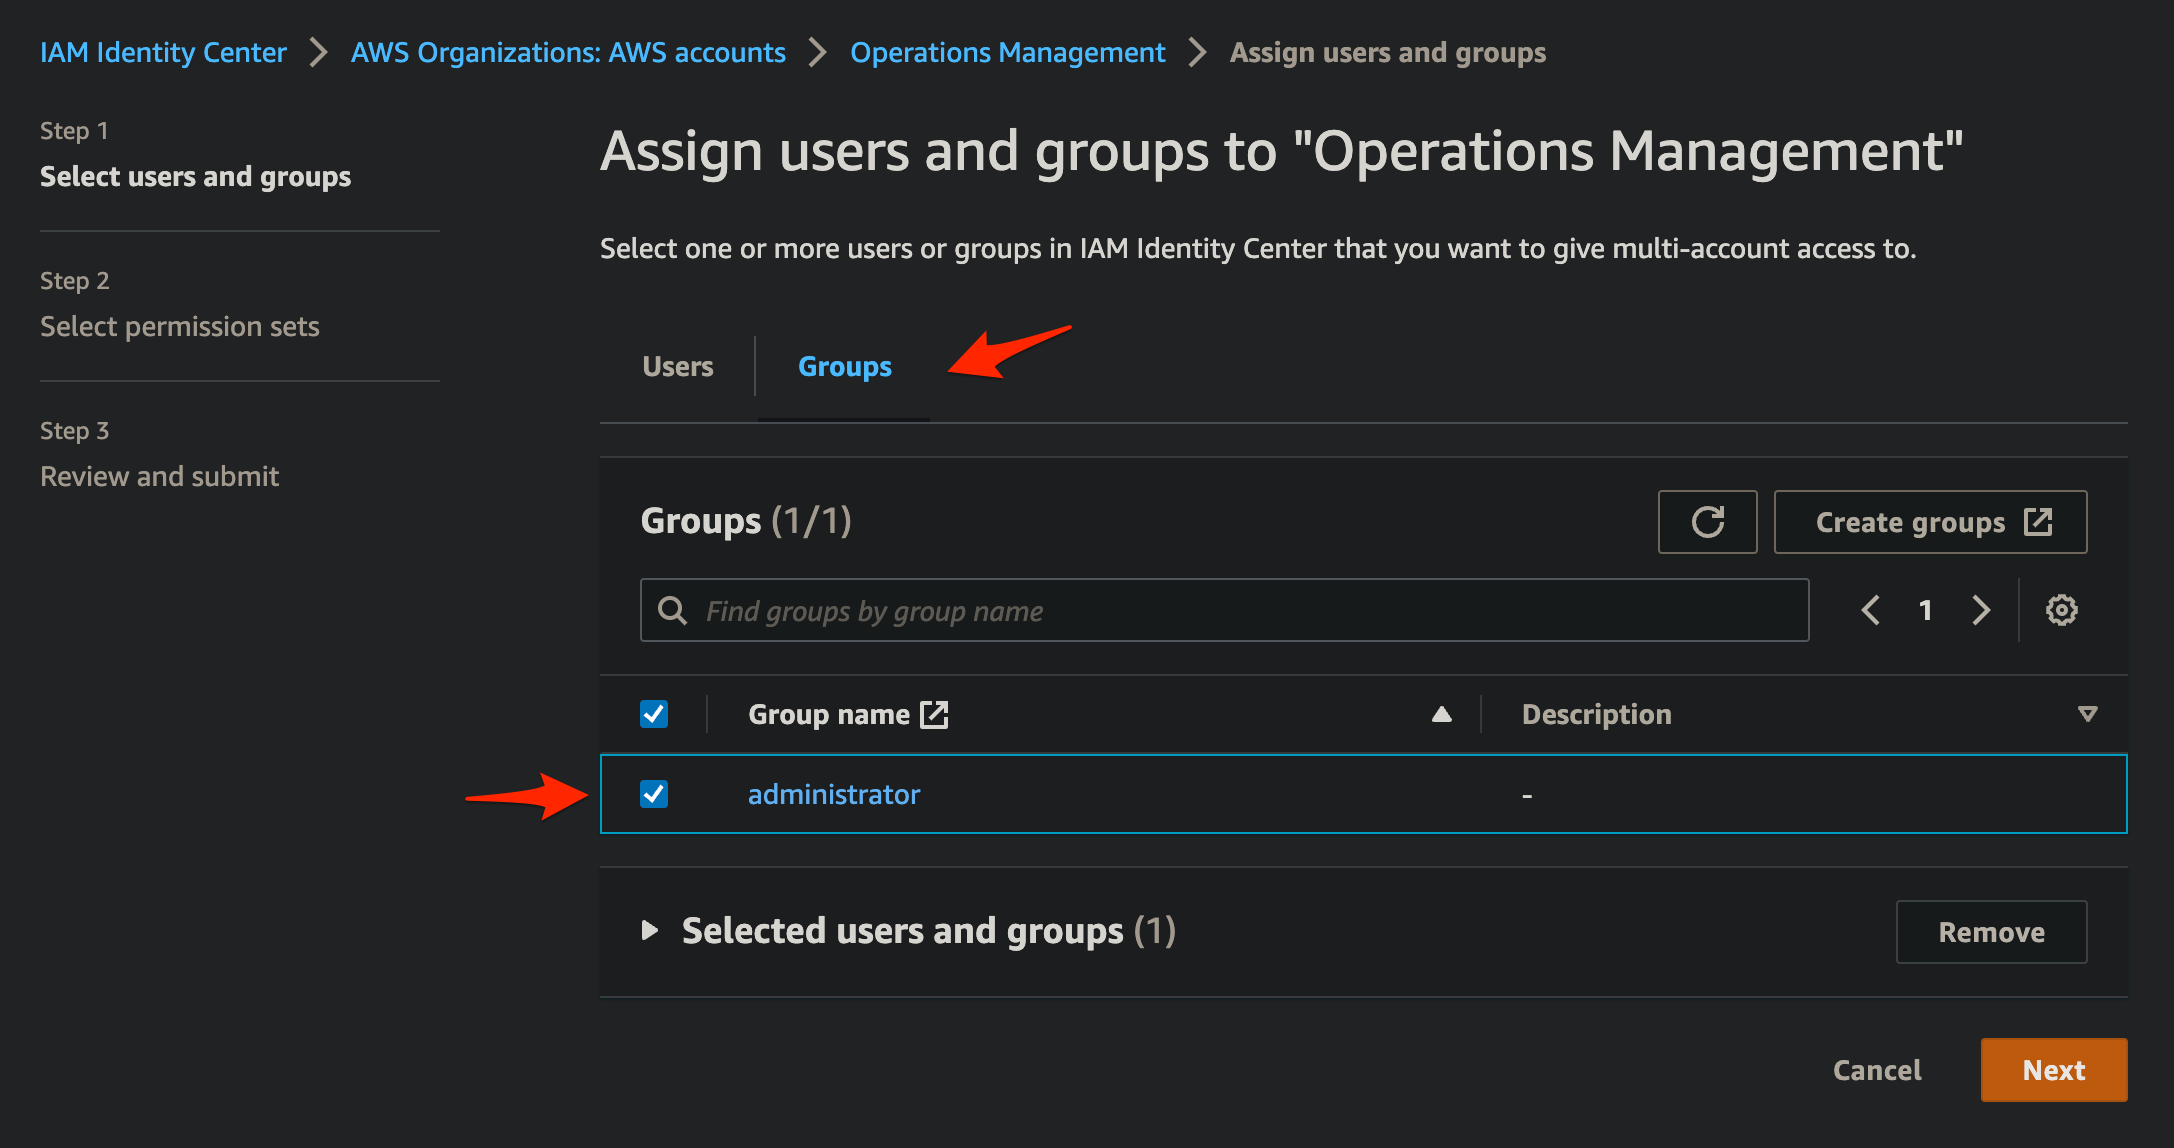 IAM Identity Center > AWS Organizations: AWS accounts > Operations Management > Assign users and groups
Step 1
Select users and groups
Step 2
Select permission sets
Step 3
Review and submit
Assign users and groups to "Operations Management"
Select one or more users or groups in IAM Identity Center that you want to give multi-account access to.
Users
Groups
Groups (1/1)
Create groups
Find groups by group name
1
Group name
Description
administrator
-
Selected users and groups (1)
Remove
Cancel
Next